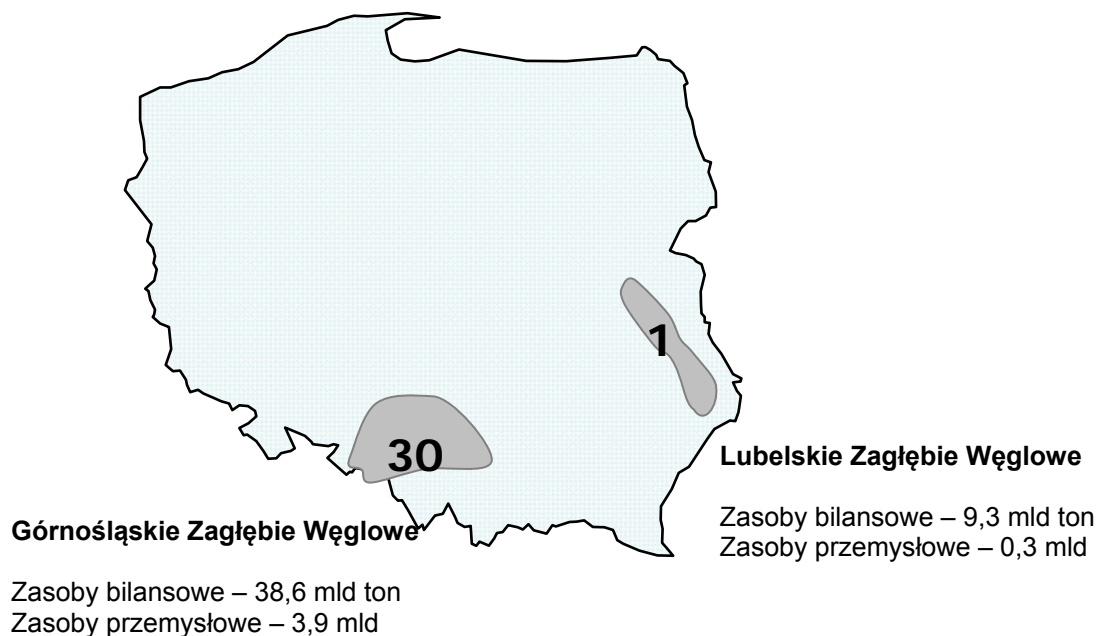 1
30
Lubelskie Zagłębie Węglowe
Zasoby bilansowe – 9,3 mld ton
Zasoby przemysłowe – 0,3 mld
Górnośląskie Zagłębie Węglowe
Zasoby bilansowe – 38,6 mld ton
Zasoby przemysłowe – 3,9 mld